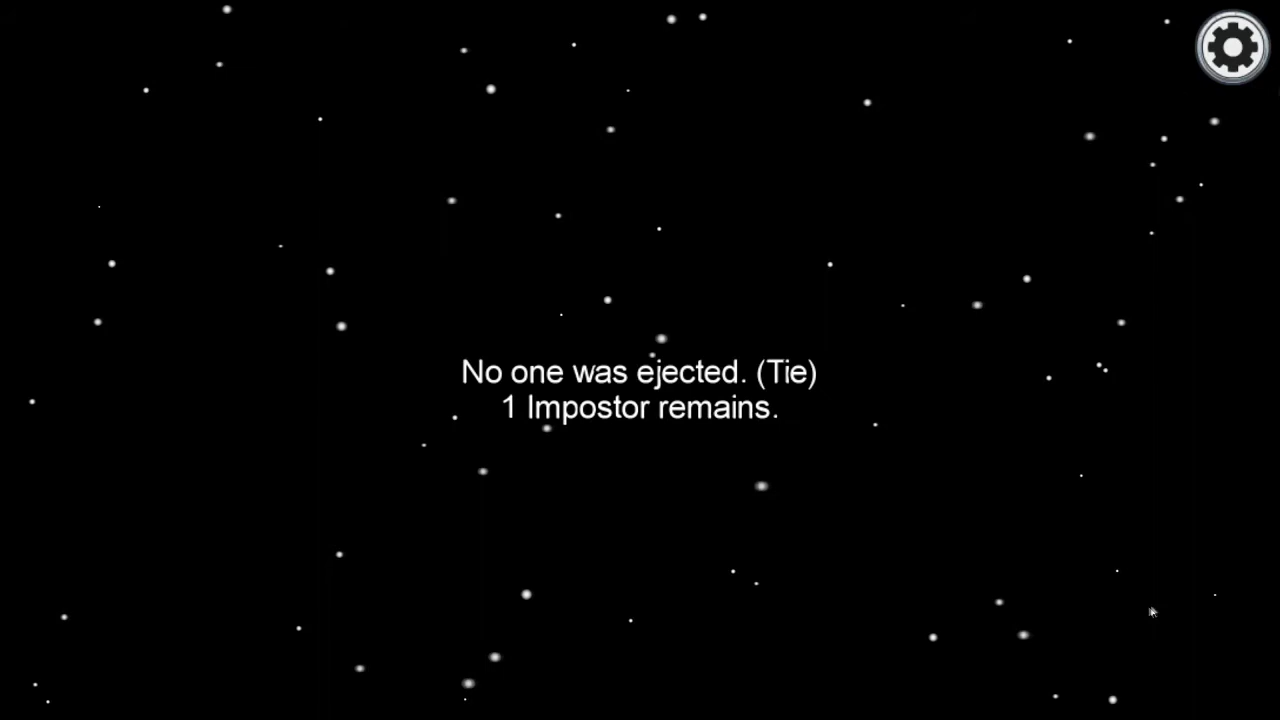 No one was ejected. (Tie)
1 Impostor remains.